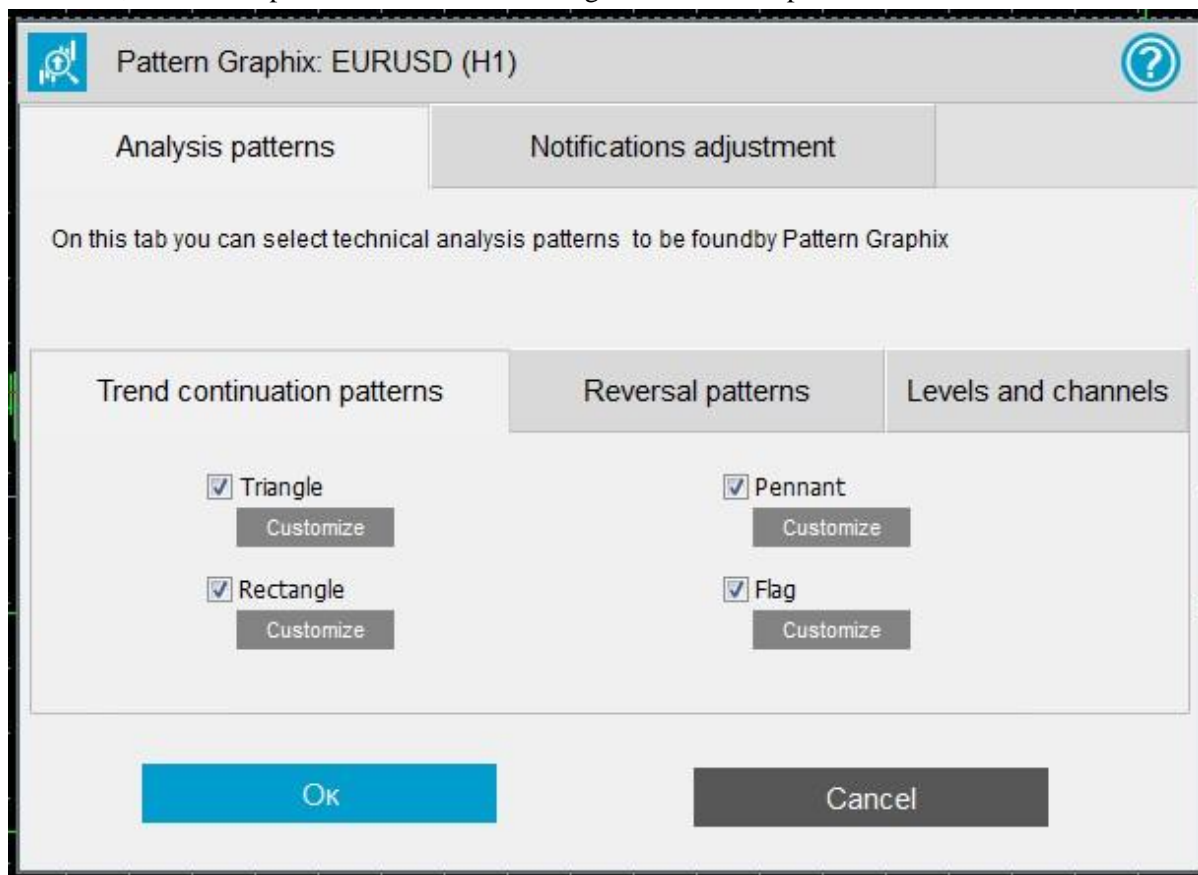 Pattern Graphix: EURUSD (H1)
?
Analysis patterns
Notifications adjustment
On this tab you can select technical analysis patterns to be foundby Pattern Graphix
Trend continuation patterns
Reversal patterns
Levels and channels
Triangle
Pennant
Customize
Customize
Rectangle
Flag
Customize
Customize
Ок
Cancel